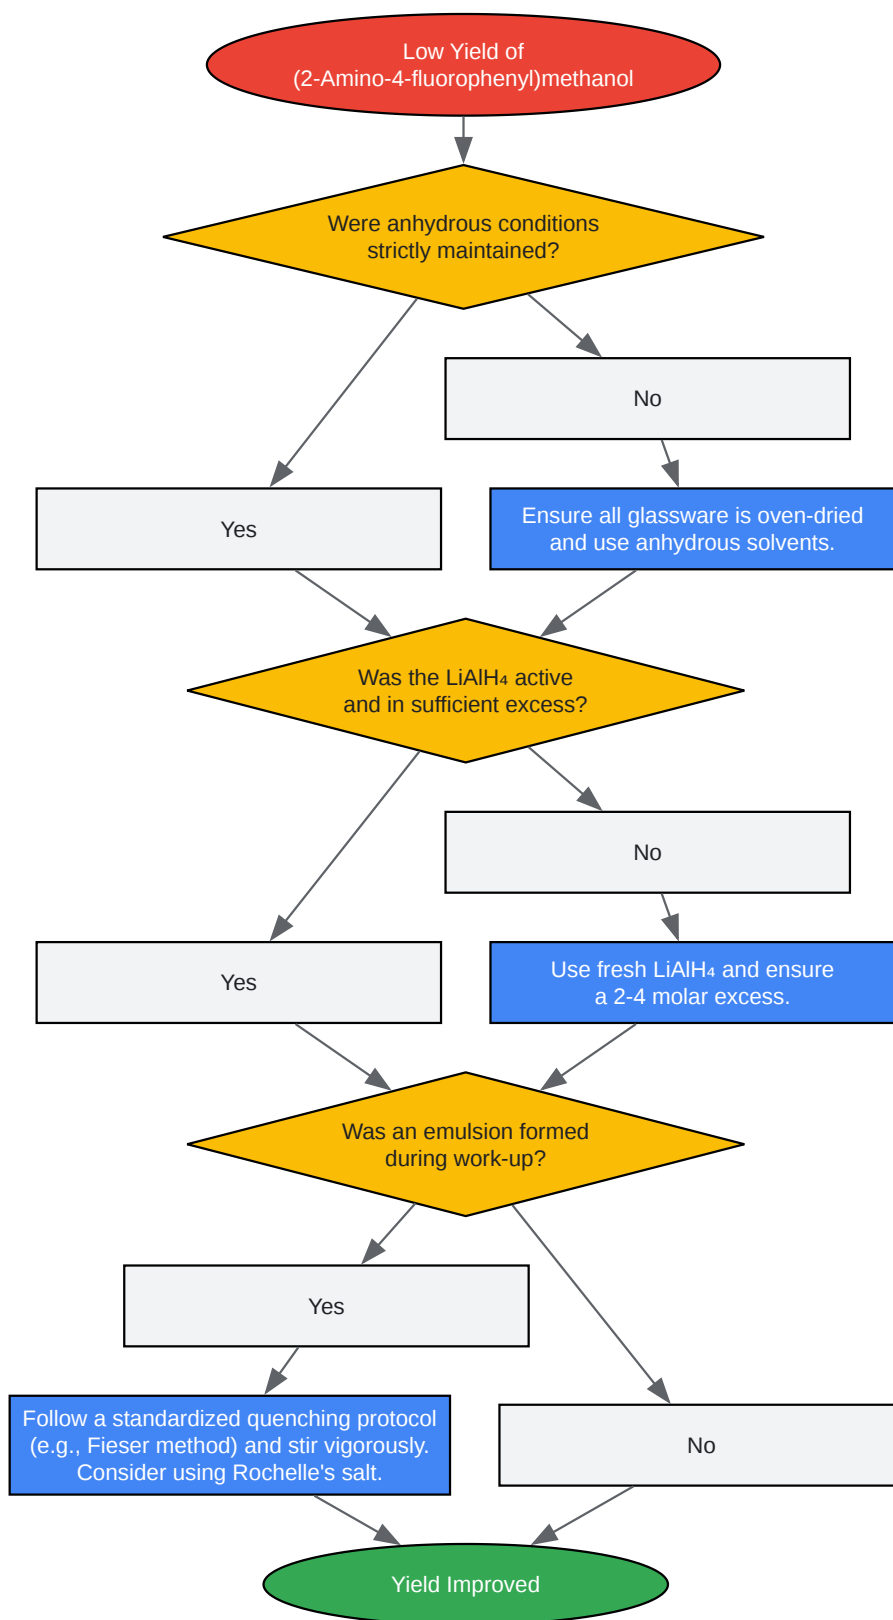 Low Yield of
(2-Amino-4-fluorophenyl)methanol
Were anhydrous conditions
strictly maintained?
No
Yes
Ensure all glassware is oven-dried
and use anhydrous solvents.
Was the LiAlH₄ active
and in sufficient excess?
No
Yes
Use fresh LiAlH₄ and ensure
a 2-4 molar excess.
Was an emulsion formed
during work-up?
Yes
Follow a standardized quenching protocol
(e.g., Fieser method) and stir vigorously.
Consider using Rochelle's salt.
No
Yield Improved